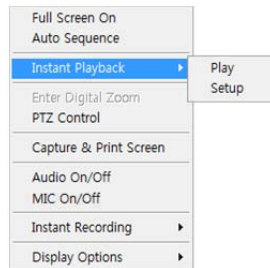 Full Screen On
Auto Sequence
Instant Playback
Play
Setup
Enter Digital Zoom
PTZ Control
Capture & Print Screen
Audio On/Off
MIC On/Off
Instant Recording
Display Options